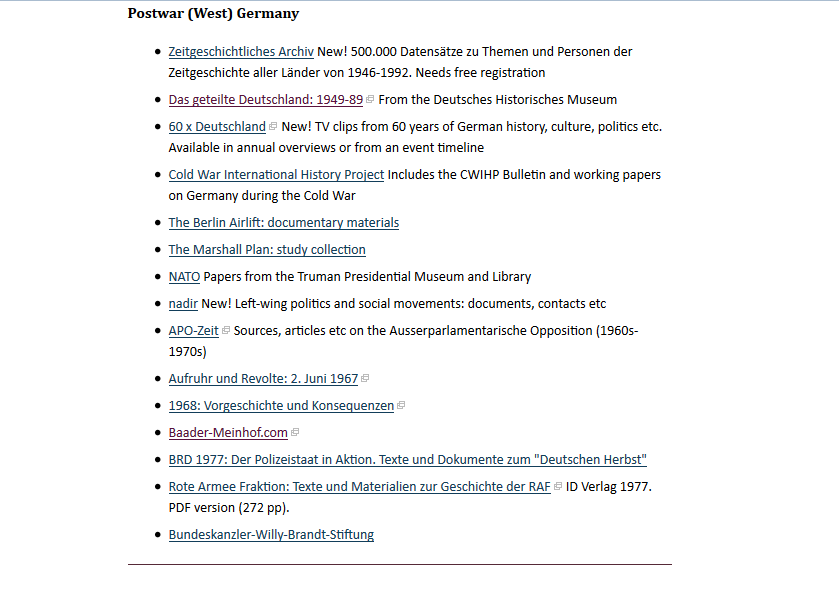 Postwar (West) Germany
Zeitgeschichtliches Archiv New! 500.000 Datensätze zu Themen und Personen der
Zeitgeschichte aller Länder von 1946-1992. Needs free registration
Das geteilte Deutschland: 1949-89 From the Deutsches Historisches Museum
60 x Deutschland New! TV clips from 60 years of German history, culture, politics etc.
Available in annual overviews or from an event timeline
Cold War International History Project Includes the CWIHP Bulletin and working papers
on Germany during the Cold War
The Berlin Airlift: documentary materials
The Marshall Plan: study collection
NATO Papers from the Truman Presidential Museum and Library
nadir New! Left-wing politics and social movements: documents, contacts etc
APO-Zeit Sources, articles etc on the Ausserparlamentarische Opposition (1960s-
1970s)
Aufruhr und Revolte: 2. Juni 1967
1968: Vorgeschichte und Konsequenzen
Baader-Meinhof.com
BRD 1977: Der Polizeistaat in Aktion. Texte und Dokumente zum "Deutschen Herbst"
Rote Armee Fraktion: Texte und Materialien zur Geschichte der RAF ID Verlag 1977.
PDF version (272 pp).
Bundeskanzler-Willy-Brandt-Stiftung